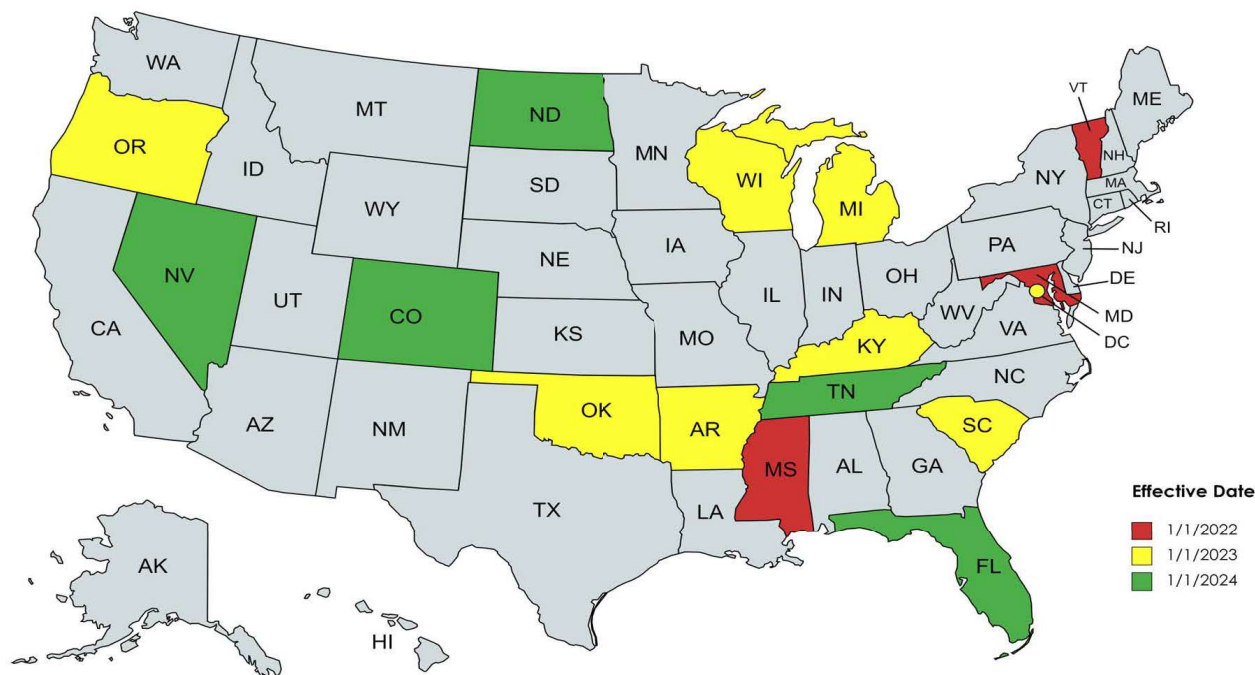 WA
MT
ND
MN
VT
ME
OR
ID
SD
WI
MI
NY
NH
MA
CT
RI
WY
IA
PA
NJ
NV
NE
OH
DE
UT
CO
IL
IN
WV
MD
CA
KS
MO
KY
VA
DC
NC
TN
AZ
NM
OK
AR
SC
MS
AL
GA
TX
LA
Effective Date
1/1/2022
1/1/2023
1/1/2024
AK
FL
HI